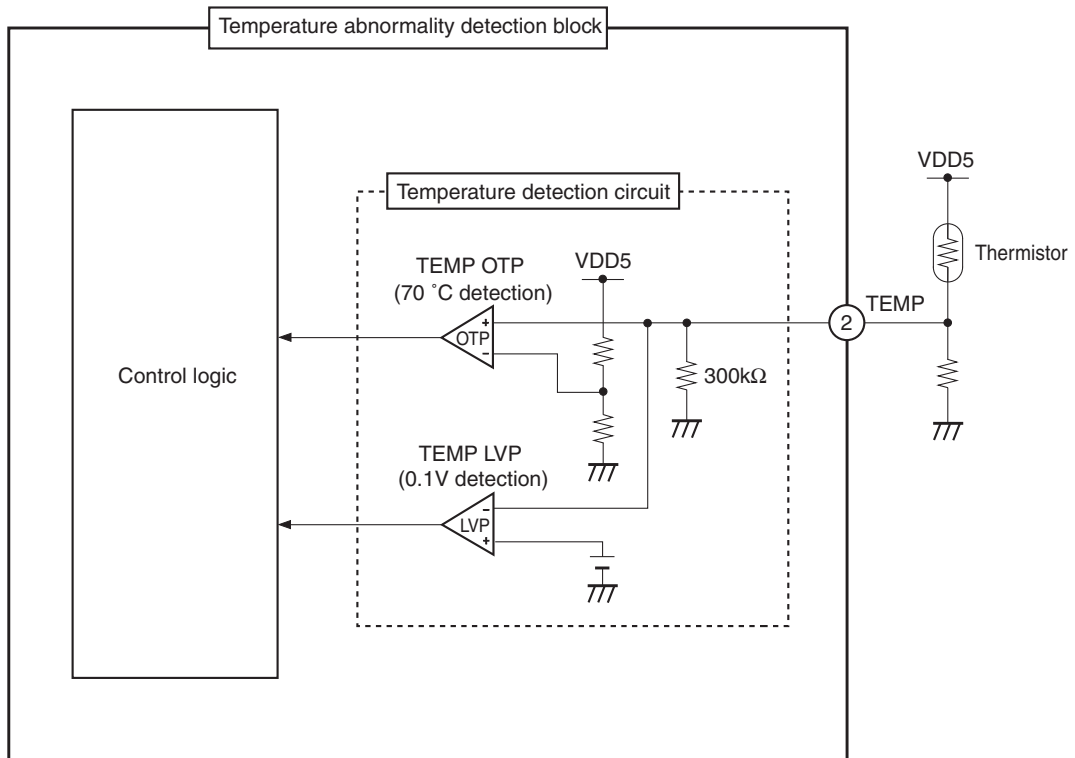 Temperature abnormality detection block
VDD5
Temperature detection circuit
Thermistor
TEMP OTP
(70 ˚C detection)
VDD5
TEMP
2
+
OTP
−
Control logic
300kΩ
TEMP LVP
(0.1V detection)
−
LVP
+